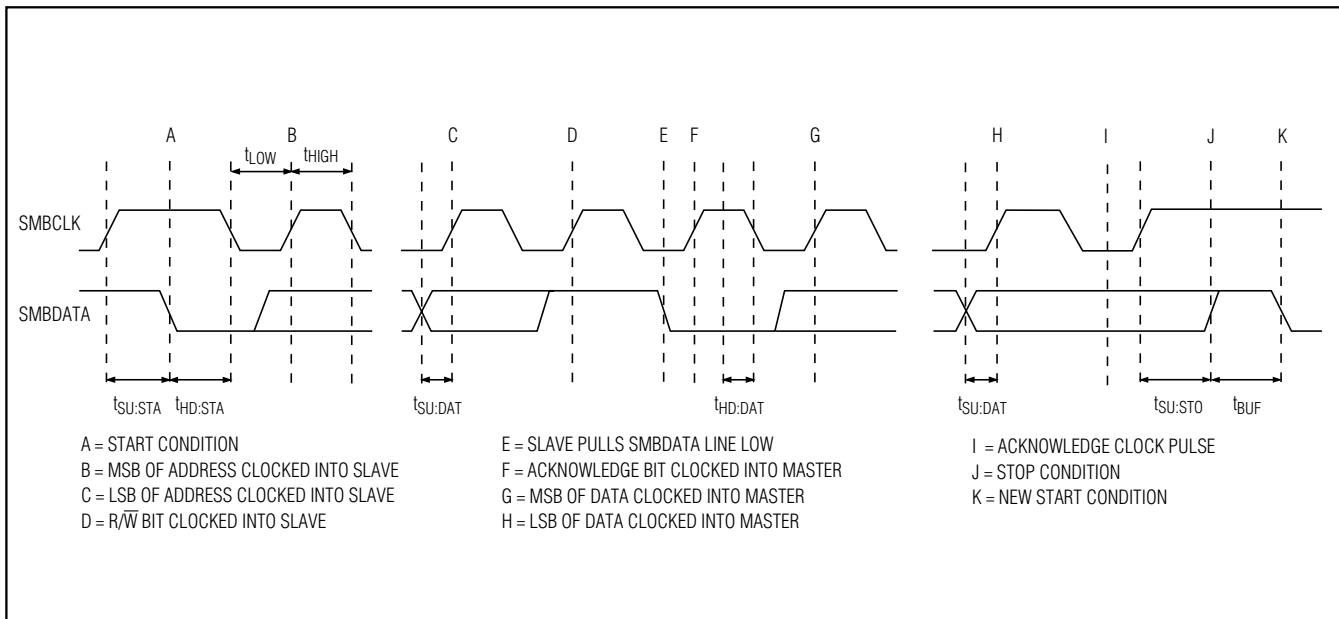 A B C D E F G H I J K
tLOW tHIGH
SMBCLK
SMBDATA
tSU:STA tHD:STA tSU:DAT tHD:DAT tSU:DAT tSU:STO tBUF
A = START CONDITION
B = MSB OF ADDRESS CLOCKED INTO SLAVE
C = LSB OF ADDRESS CLOCKED INTO SLAVE
D = R/W̅ BIT CLOCKED INTO SLAVE
E = SLAVE PULLS SMBDATA LINE LOW
F = ACKNOWLEDGE BIT CLOCKED INTO MASTER
G = MSB OF DATA CLOCKED INTO MASTER
H = LSB OF DATA CLOCKED INTO MASTER
I = ACKNOWLEDGE CLOCK PULSE
J = STOP CONDITION
K = NEW START CONDITION